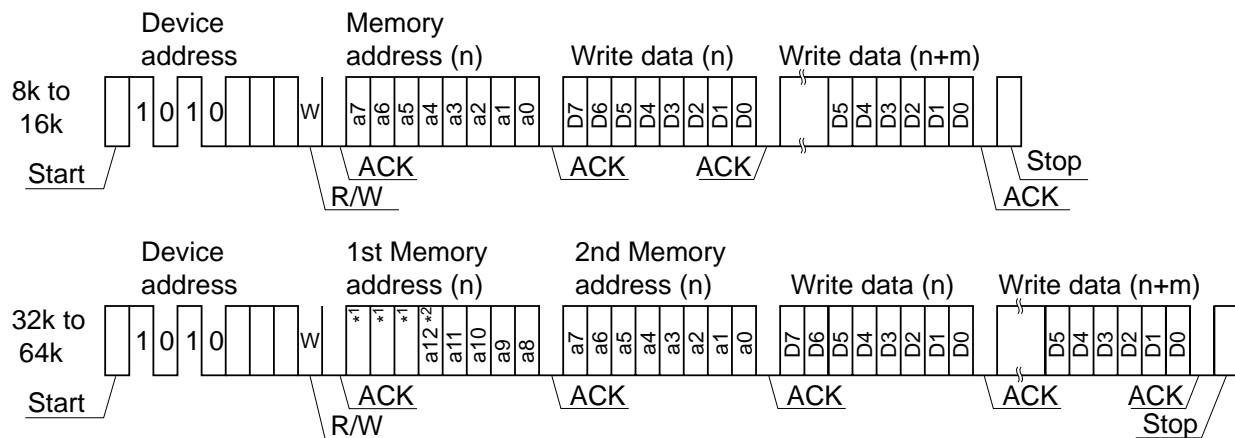 Device address
Memory address (n)
Write data (n)
Write data (n+m)
8k to 16k
1 0 1 0
W
a7 a6 a5 a4 a3 a2 a1 a0
D7 D6 D5 D4 D3 D2 D1 D0
D5 D4 D3 D2 D1 D0
Start
ACK
ACK
ACK
Stop
R/W
ACK
Device address
1st Memory address (n)
2nd Memory address (n)
Write data (n)
Write data (n+m)
32k to 64k
1 0 1 0
W
*1 *1 *1 a12*2 a11 a10 a9 a8
a7 a6 a5 a4 a3 a2 a1 a0
D7 D6 D5 D4 D3 D2 D1 D0
D5 D4 D3 D2 D1 D0
Start
ACK
ACK
ACK
ACK
ACK
R/W
Stop